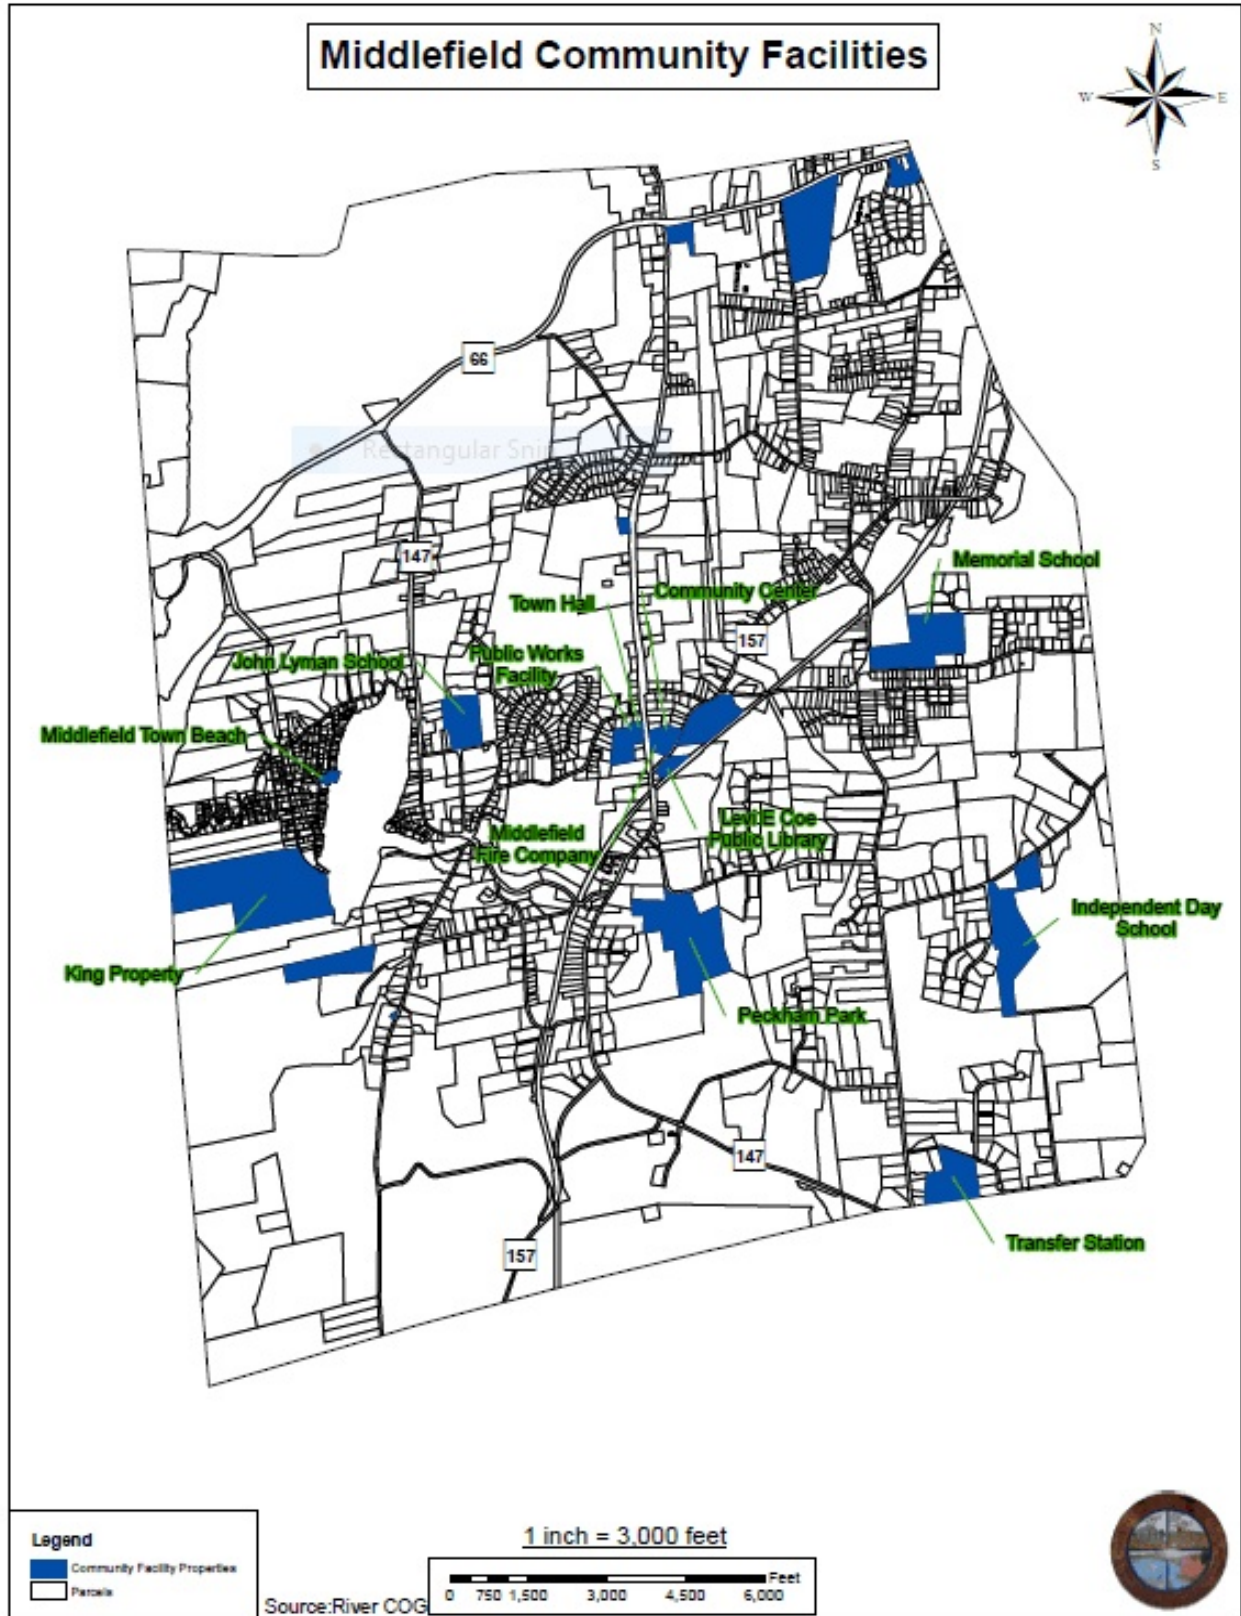 Middlefield Community Facilities
N
W
E
S
66
Rectangular Snip
147
Memorial School
Community Center
Town Hall
157
Public Works
Facility
John Lyman School
Middlefield Town Beach
Levi E Coe
Public Library
Middlefield
Fire Company
Independent Day
School
King Property
Peckham Park
147
Transfer Station
157
Legend
Community Facility Properties
Parcels
Source:River COG
1 inch = 3,000 feet
Feet
0 750 1,500 3,000 4,500 6,000